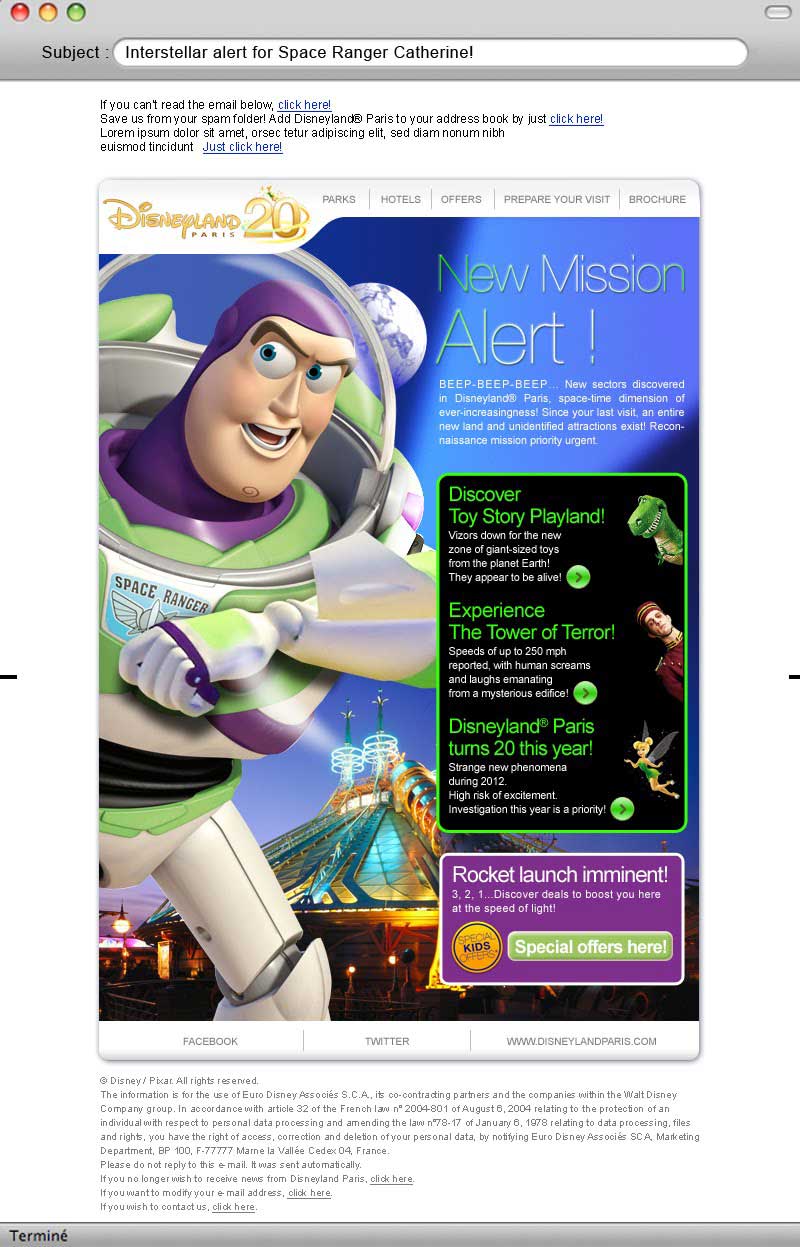 Subject : Interstellar alert for Space Ranger Catherine!
If you can't read the email below, click here!
Save us from your spam folder! Add Disneyland® Paris to your address book by just click here!
Lorem ipsum dolor sit amet, orsec tetur adipiscing elit, sed diam nonum nibh
euismod tincidunt Just click here!
Disneyland 20
PARIS
PARKS HOTELS OFFERS PREPARE YOUR VISIT BROCHURE
New Mission
Alert !
BEEP-BEEP-BEEP... New sectors discovered
in Disneyland® Paris, space-time dimension of
ever-increasingness! Since your last visit, an entire
new land and unidentified attractions exist! Recon-
naissance mission priority urgent.
Discover
Toy Story Playland!
Vizors down for the new
zone of giant-sized toys
from the planet Earth!
They appear to be alive!
Experience
The Tower of Terror!
Speeds of up to 250 mph
reported, with human screams
and laughs emanating
from a mysterious edifice!
Disneyland® Paris
turns 20 this year!
Strange new phenomena
during 2012.
High risk of excitement.
Investigation this year is a priority!
SPACE RANGER
Rocket launch imminent!
3, 2, 1...Discover deals to boost you here
at the speed of light!
SPECIAL
KIDS
OFFERS*
Special offers here!
FACEBOOK TWITTER WWW.DISNEYLANDPARIS.COM
© Disney / Pixar. All rights reserved.
The information is for the use of Euro Disney Associés S.C.A., its co-contracting partners and the companies within the Walt Disney
Company group. In accordance with article 32 of the French law n° 2004-801 of August 6, 2004 relating to the protection of an
individual with respect to personal data processing and amending the law n°78-17 of January 6, 1978 relating to data processing, files
and rights, you have the right of access, correction and deletion of your personal data, by notifying Euro Disney Associés SCA, Marketing
Department, BP 100, F-77777 Marne la Vallée Cedex 04, France.
Please do not reply to this e-mail. It was sent automatically.
If you no longer wish to receive news from Disneyland Paris, click here.
If you want to modify your e-mail address, click here.
If you wish to contact us, click here.
Terminé